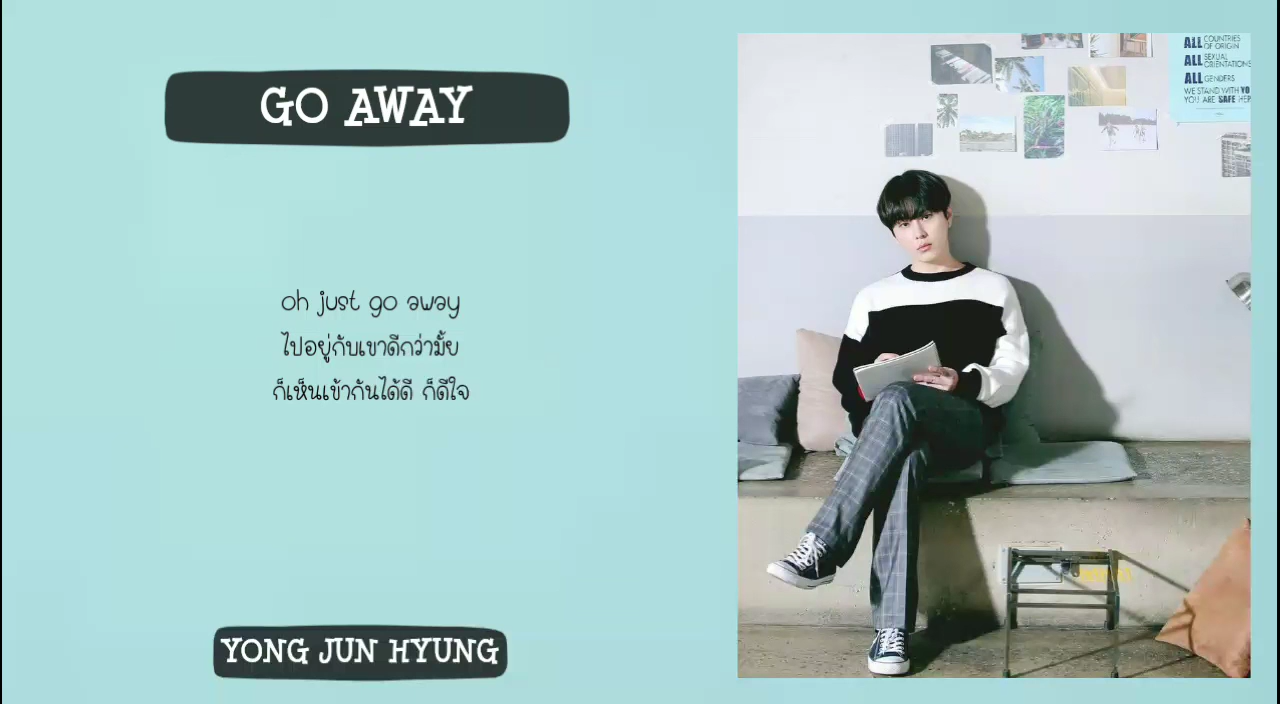 GO AWAY
oh just go away
ไปอยู่กับเขาดีกว่ามั้ย
ก็เห็นเข้ากันได้ดี ก็ดีใจ
YONG JUN HYUNG
ALL COUNTRIES OF ORIGIN
ALL SEXUAL ORIENTATIONS
ALL GENDERS
WE STAND WITH YO
YOU ARE SAFE HER